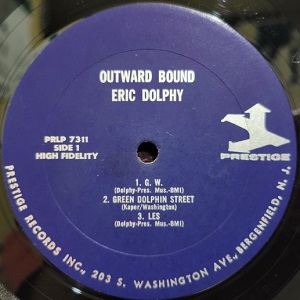 OUTWARD BOUND
ERIC DOLPHY
PRLP 7311
SIDE 1
HIGH FIDELITY
PRESTIGE
1. G. W.
(Dolphy-Pres. Mus.-BMI)
2. GREEN DOLPHIN STREET
(Kaper/Washington)
3. LES
(Dolphy-Pres. Mus.-BMI)
PRESTIGE RECORDS INC., 203 S. WASHINGTON AVE., BERGENFIELD, N. J.